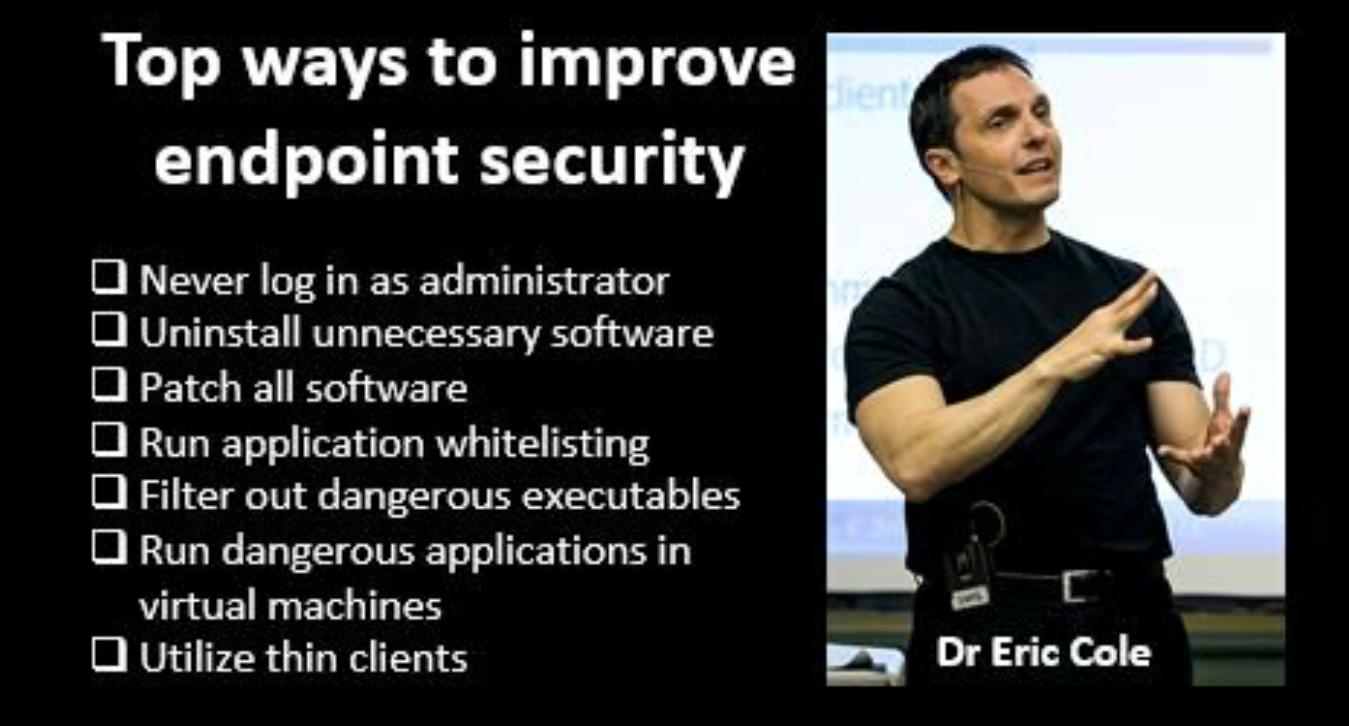 Top ways to improve
endpoint security
Never log in as administrator
Uninstall unnecessary software
Patch all software
Run application whitelisting
Filter out dangerous executables
Run dangerous applications in
virtual machines
Utilize thin clients
client
D
Dr Eric Cole